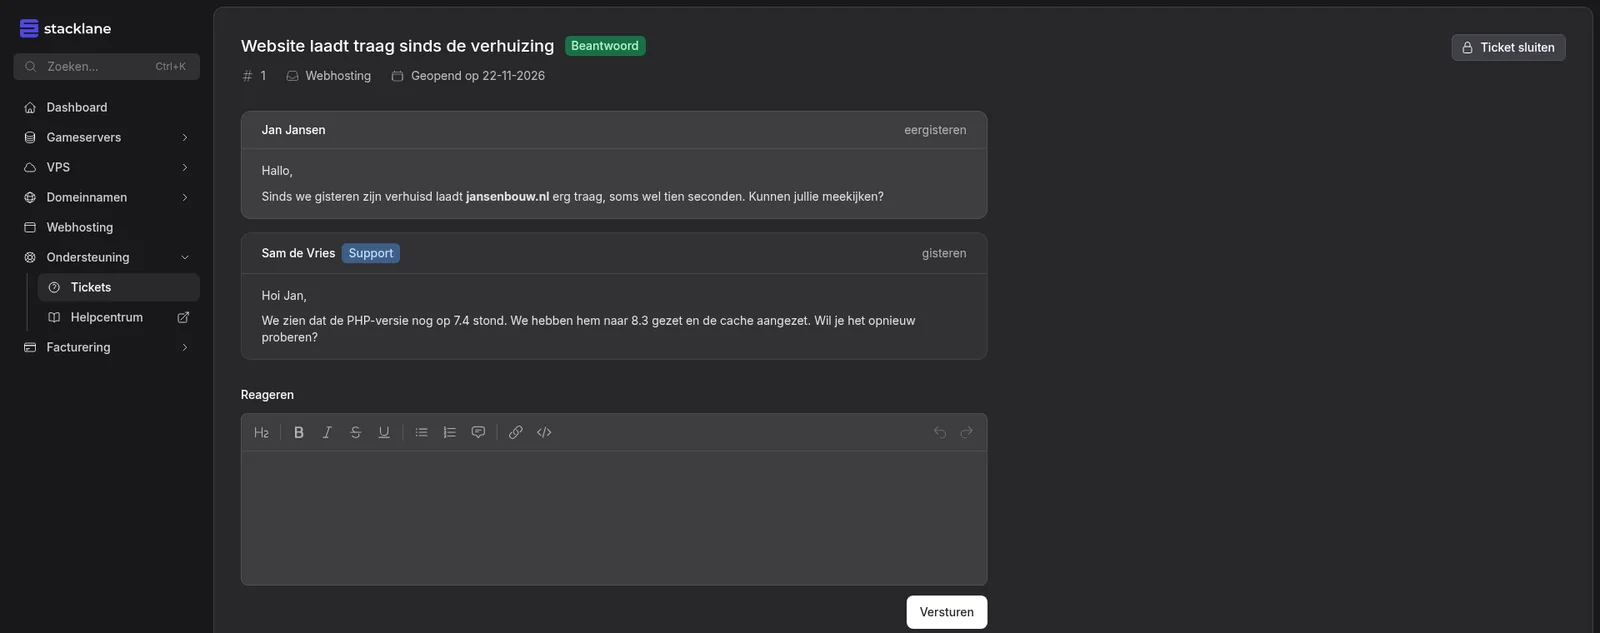 stacklane
Zoeken... Ctrl+K
Dashboard
Gameservers
VPS
Domeinnamen
Webhosting
Ondersteuning
Tickets
Helpcentrum
Facturering
Website laadt traag sinds de verhuizing Beantwoord
# 1 Webhosting Geopend op 22-11-2026
Ticket sluiten
Jan Jansen eergisteren
Hallo,
Sinds we gisteren zijn verhuisd laadt jansenbouw.nl erg traag, soms wel tien seconden. Kunnen jullie meekijken?
Sam de Vries Support gisteren
Hoi Jan,
We zien dat de PHP-versie nog op 7.4 stond. We hebben hem naar 8.3 gezet en de cache aangezet. Wil je het opnieuw
proberen?
Reageren
H2 B I S U
Versturen